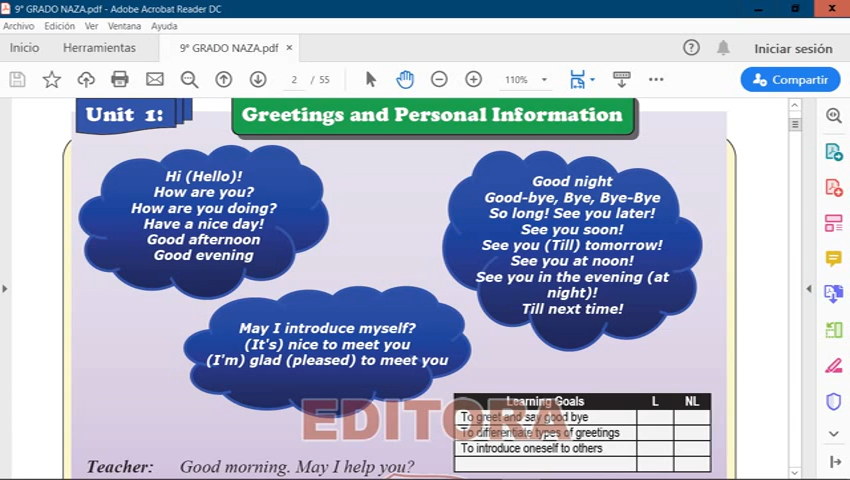 9° GRADO NAZA.pdf - Adobe Acrobat Reader DC
Archivo Edición Ver Ventana Ayuda
Inicio Herramientas 9° GRADO NAZA.pdf × Iniciar sesión
2 / 55 110% Compartir
Unit 1: Greetings and Personal Information
Hi (Hello)!
How are you?
How are you doing?
Have a nice day!
Good afternoon
Good evening
Good night
Good-bye, Bye, Bye-Bye
So long! See you later!
See you soon!
See you (Till) tomorrow!
See you at noon!
See you in the evening (at
night)!
Till next time!
May I introduce myself?
(It's) nice to meet you
(I'm) glad (pleased) to meet you
EDITORA
Learning Goals L NL
To greet and say good bye
To differentiate types of greetings
To introduce oneself to others
Teacher: Good morning. May I help you?